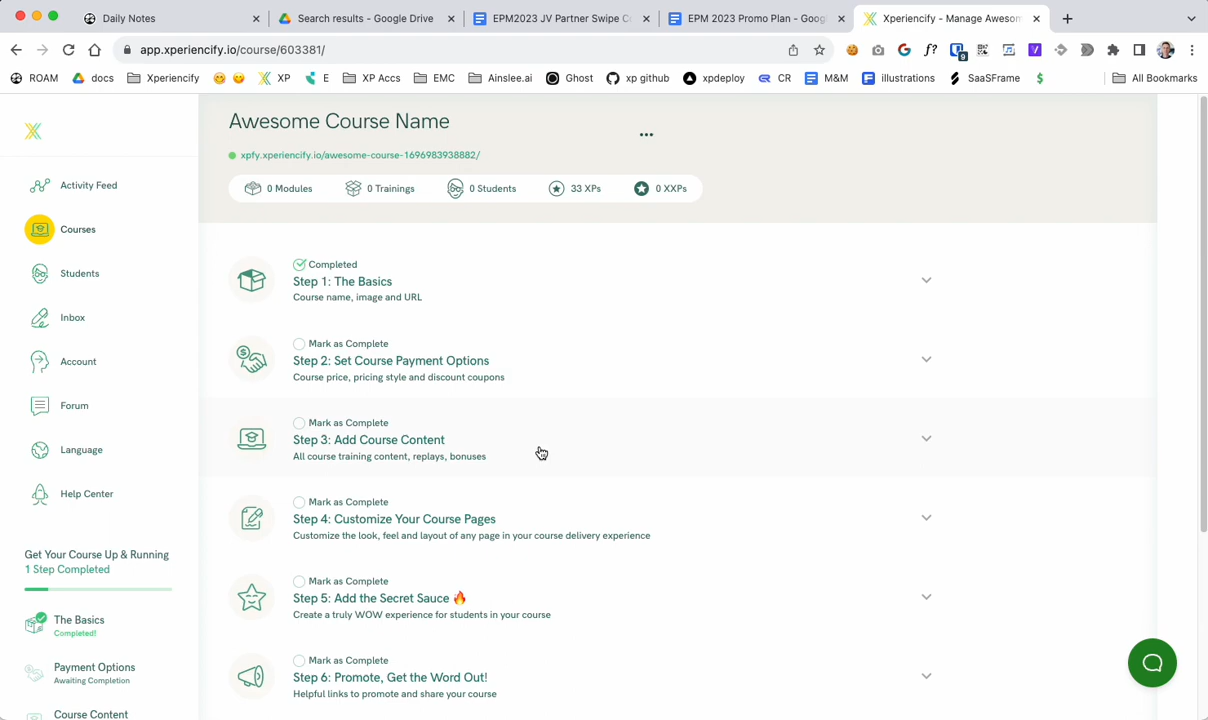 Daily Notes
Search results - Google Drive
EPM2023 JV Partner Swipe C
EPM 2023 Promo Plan - Goog
Xperiencify - Manage Awesom
app.xperiencify.io/course/603381/
f?
9
ROAM
docs
Xperiencify
XP
E
XP Accs
EMC
Ainslee.ai
Ghost
xp github
xpdeploy
CR
M&M
illustrations
SaaSFrame
All Bookmarks
Awesome Course Name
xpfy.xperiencify.io/awesome-course-1696983938882/
0 Modules
0 Trainings
0 Students
33 XPs
0 XXPs
Activity Feed
Courses
Students
Inbox
Account
Forum
Language
Help Center
Get Your Course Up & Running
1 Step Completed
The Basics
Completed!
Payment Options
Awaiting Completion
Course Content
Completed
Step 1: The Basics
Course name, image and URL
Mark as Complete
Step 2: Set Course Payment Options
Course price, pricing style and discount coupons
Mark as Complete
Step 3: Add Course Content
All course training content, replays, bonuses
Mark as Complete
Step 4: Customize Your Course Pages
Customize the look, feel and layout of any page in your course delivery experience
Mark as Complete
Step 5: Add the Secret Sauce 🔥
Create a truly WOW experience for students in your course
Mark as Complete
Step 6: Promote, Get the Word Out!
Helpful links to promote and share your course